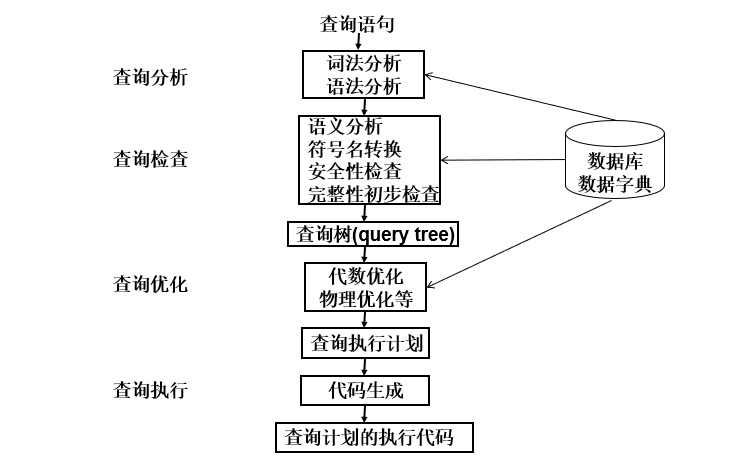 查询语句
查询分析
词法分析
语法分析
查询检查
语义分析
符号名转换
安全性检查
完整性初步检查
数据库
数据字典
查询树(query tree)
查询优化
代数优化
物理优化等
查询执行计划
查询执行
代码生成
查询计划的执行代码